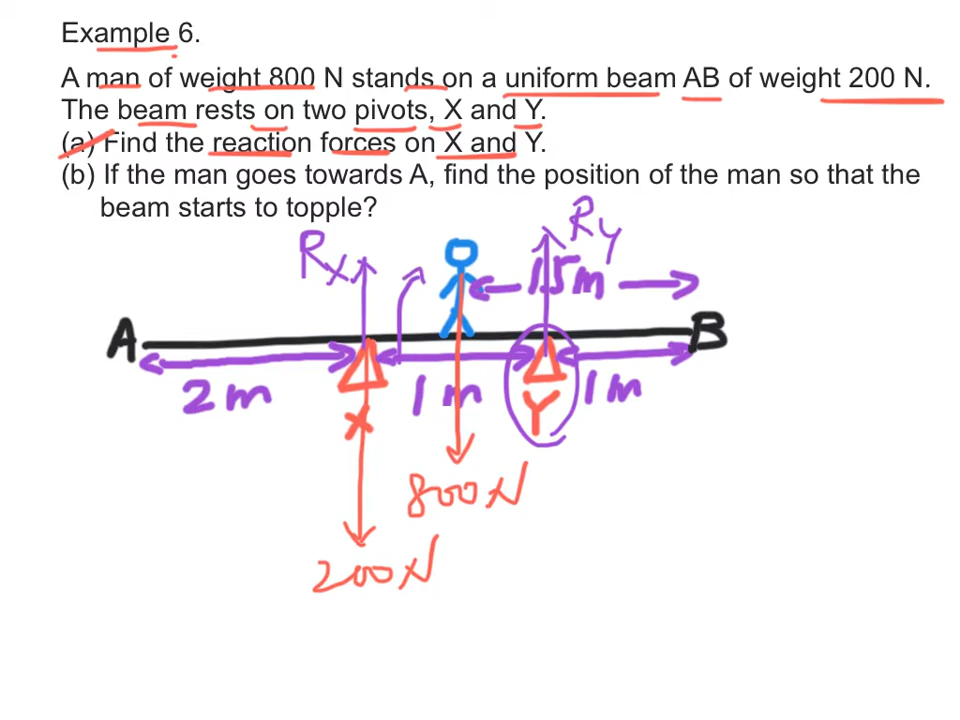 Example 6.
A man of weight 800 N stands on a uniform beam AB of weight 200 N.
The beam rests on two pivots, X and Y.
(a) Find the reaction forces on X and Y.
(b) If the man goes towards A, find the position of the man so that the
beam starts to topple?
Rx Ry
1.5m
A B
2m 1m 1m
X Y
800N
200N